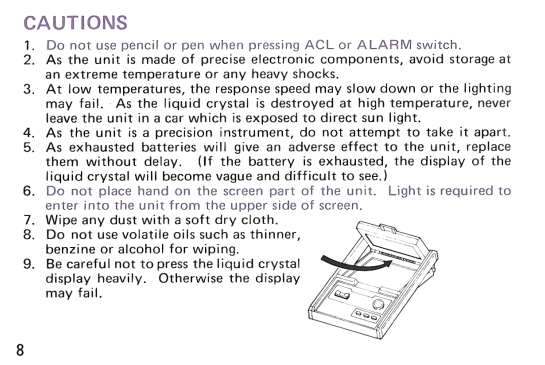 CAUTIONS
1. Do not use pencil or pen when pressing ACL or ALARM switch.
2. As the unit is made of precise electronic components, avoid storage at
an extreme temperature or any heavy shocks.
3. At low temperatures, the response speed may slow down or the lighting
may fail. As the liquid crystal is destroyed at high temperature, never
leave the unit in a car which is exposed to direct sun light.
4. As the unit is a precision instrument, do not attempt to take it apart.
5. As exhausted batteries will give an adverse effect to the unit, replace
them without delay. (If the battery is exhausted, the display of the
liquid crystal will become vague and difficult to see.)
6. Do not place hand on the screen part of the unit. Light is required to
enter into the unit from the upper side of screen.
7. Wipe any dust with a soft dry cloth.
8. Do not use volatile oils such as thinner,
benzine or alcohol for wiping.
9. Be careful not to press the liquid crystal
display heavily. Otherwise the display
may fail.
8